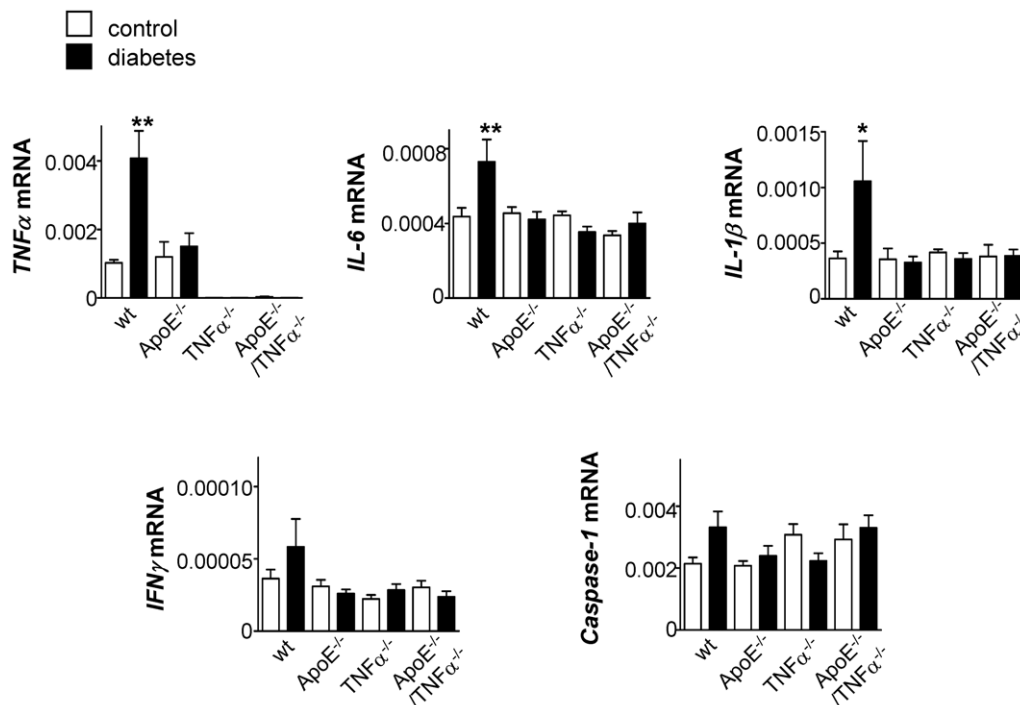 control
diabetes
TNFα mRNA
**
0.004
0.002
0
wt
ApoE-/-
TNFα-/-
ApoE-/-
/TNFα-/-
IL-6 mRNA
**
0.0008
0.0004
0
wt
ApoE-/-
TNFα-/-
ApoE-/-
/TNFα-/-
IL-1β mRNA
*
0.0015
0.0010
0.0005
0
wt
ApoE-/-
TNFα-/-
ApoE-/-
/TNFα-/-
IFNγ mRNA
0.00010
0.00005
0
wt
ApoE-/-
TNFα-/-
ApoE-/-
/TNFα-/-
Caspase-1 mRNA
0.004
0.002
0
wt
ApoE-/-
TNFα-/-
ApoE-/-
/TNFα-/-